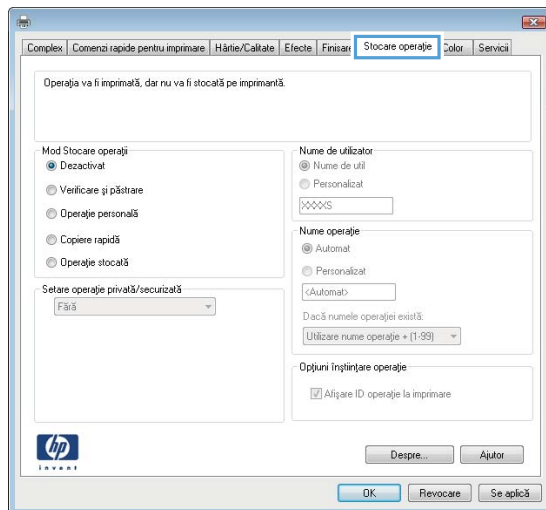 Complex Comenzi rapide pentru imprimare Hârtie/Calitate Efecte Finisare Stocare operaţie Color Servicii
Operaţia va fi imprimată, dar nu va fi stocată pe imprimantă.
Mod Stocare operaţii
Dezactivat
Verificare şi păstrare
Operaţie personală
Copiere rapidă
Operaţie stocată
Setare operaţie privată/securizată
Fără
Nume de utilizator
Nume de util
Personalizat
XXXXS
Nume operaţie
Automat
Personalizat
<Automat>
Dacă numele operaţiei există:
Utilizare nume operaţie + (1-99)
Opţiuni înştiinţare operaţie
Afişare ID operaţie la imprimare
hp
invent
Despre... Ajutor
OK Revocare Se aplică